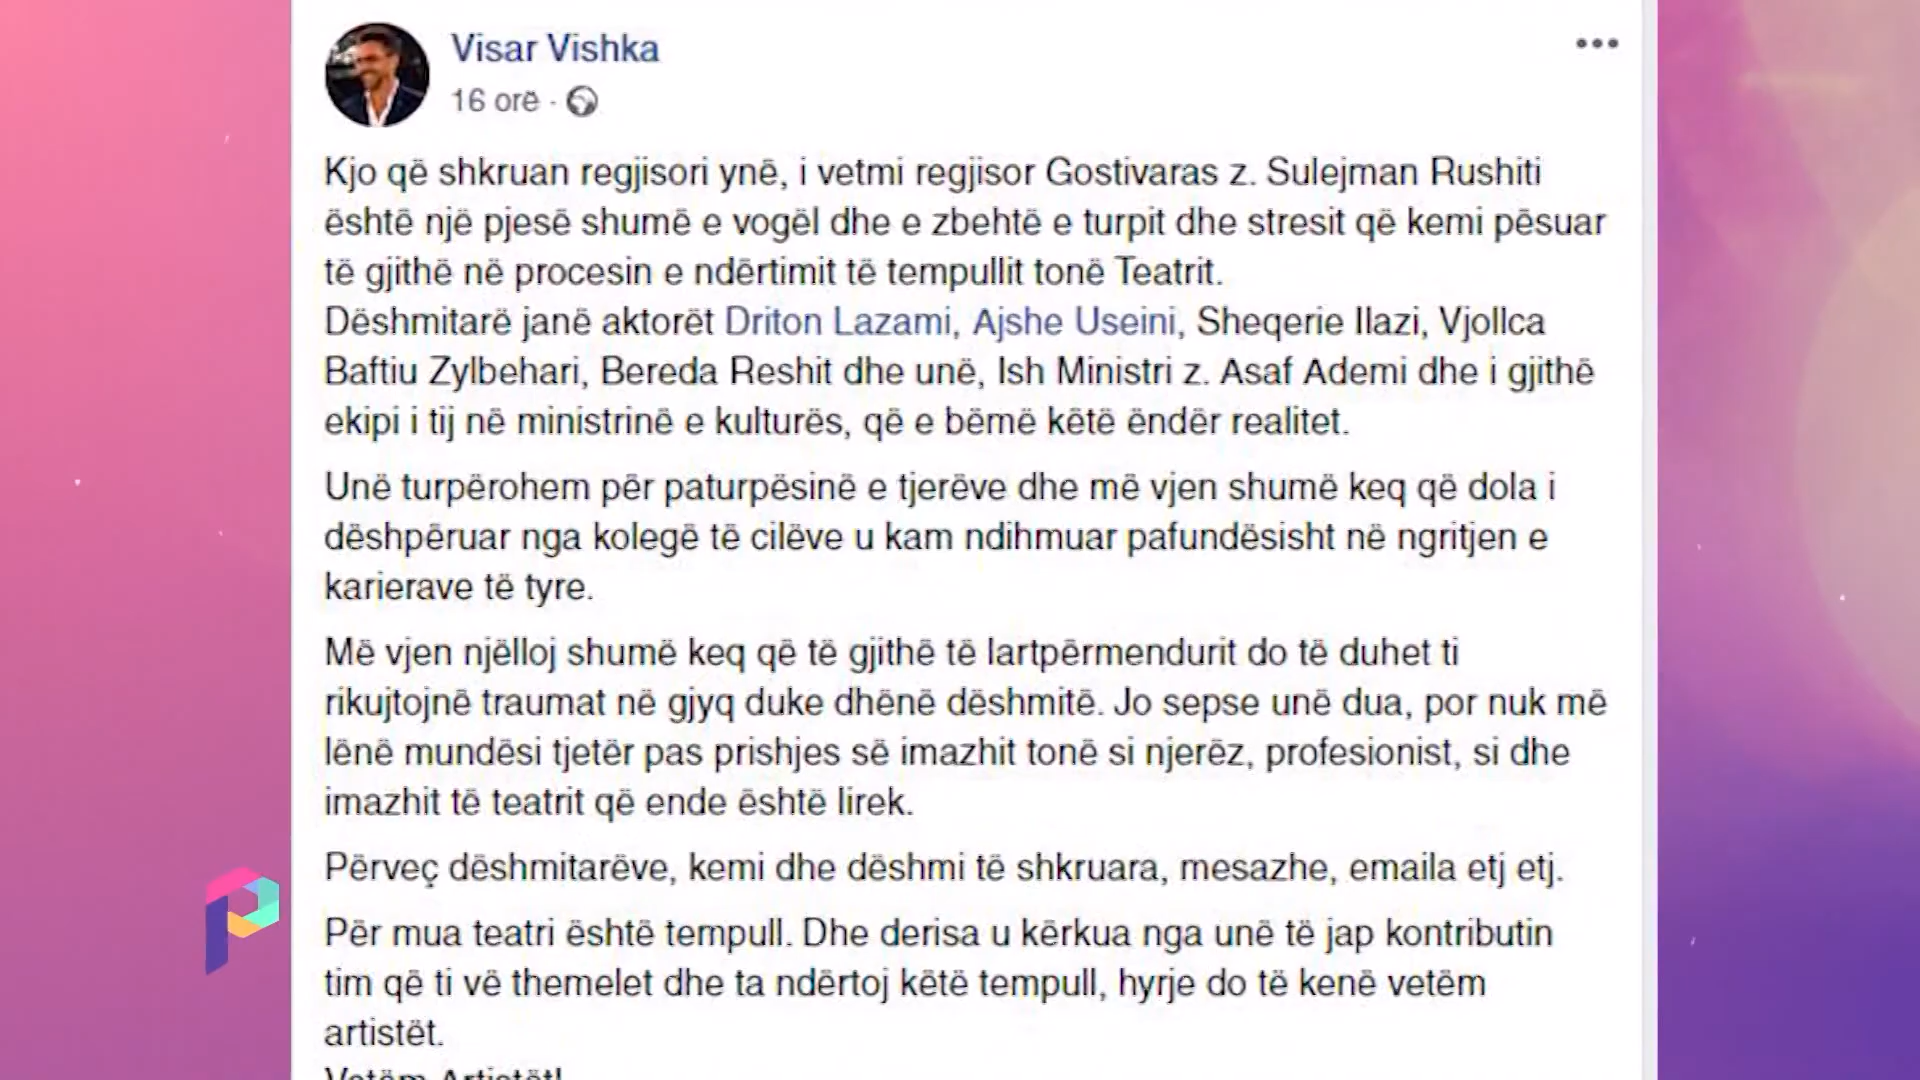 Visar Vishka
16 orë ·
Kjo që shkruan regjisori ynë, i vetmi regjisor Gostivaras z. Sulejman Rushiti
është një pjesë shumë e vogël dhe e zbehtë e turpit dhe stresit që kemi pësuar
të gjithë në procesin e ndërtimit të tempullit tonë Teatrit.
Dëshmitarë janë aktorët Driton Lazami, Ajshe Useini, Sheqerie Ilazi, Vjollca
Baftiu Zylbehari, Bereda Reshit dhe unë, Ish Ministri z. Asaf Ademi dhe i gjithë
ekipi i tij në ministrinë e kulturës, që e bëmë këtë ëndër realitet.
Unë turpërohem për paturpësinë e tjerëve dhe më vjen shumë keq që dola i
dëshpëruar nga kolegë të cilëve u kam ndihmuar pafundësisht në ngritjen e
karierave të tyre.
Më vjen njëlloj shumë keq që të gjithë të lartpërmendurit do të duhet ti
rikujtojnë traumat në gjyq duke dhënë dëshmitë. Jo sepse unë dua, por nuk më
lënë mundësi tjetër pas prishjes së imazhit tonë si njerëz, profesionist, si dhe
imazhit të teatrit që ende është lirek.
Përveç dëshmitarëve, kemi dhe dëshmi të shkruara, mesazhe, emaila etj etj.
Për mua teatri është tempull. Dhe derisa u kërkua nga unë të jap kontributin
tim që ti vë themelet dhe ta ndërtoj këtë tempull, hyrje do të kenë vetëm
artistët.
Vetëm Artistët!